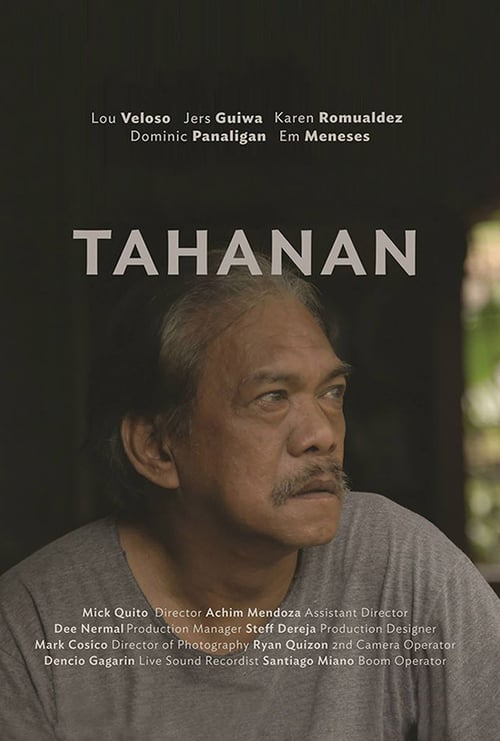 Lou Veloso Jers Guiwa Karen Romualdez
Dominic Panaligan Em Meneses
TAHANAN
Mick Quito Director Achim Mendoza Assistant Director
Dee Nermal Production Manager Steff Dereja Production Designer
Mark Cosico Director of Photography Ryan Quizon 2nd Camera Operator
Dencio Gagarin Live Sound Recordist Santiago Miano Boom Operator